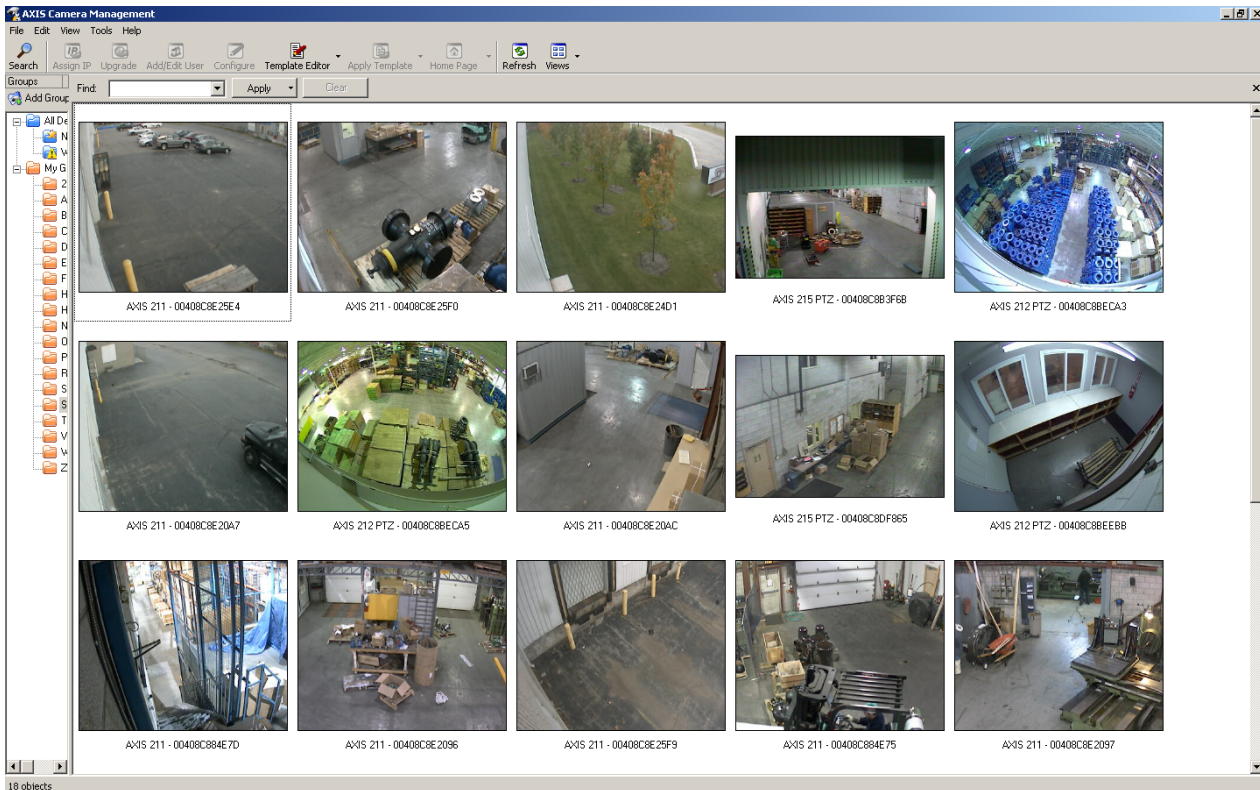 AXIS Camera Management
File Edit View Tools Help
Search Assign IP Upgrade Add/Edit User Configure Template Editor Apply Template Home Page Refresh Views
Groups
Find: Apply Clear
Add Group
All De
N
V
My G
2
A
B
C
D
E
F
H
H
N
O
P
R
S
S
T
V
V
Z
AXIS 211 - 00408C8E25E4
AXIS 211 - 00408C8E25F0
AXIS 211 - 00408C8E24D1
AXIS 215 PTZ - 00408C8B3F6B
AXIS 212 PTZ - 00408C8BECA3
AXIS 211 - 00408C8E20A7
AXIS 212 PTZ - 00408C8BECA5
AXIS 211 - 00408C8E20AC
AXIS 215 PTZ - 00408C8DF865
AXIS 212 PTZ - 00408C8BEEBB
AXIS 211 - 00408C884E7D
AXIS 211 - 00408C8E2096
AXIS 211 - 00408C8E25F9
AXIS 211 - 00408C884E75
AXIS 211 - 00408C8E2097
18 objects